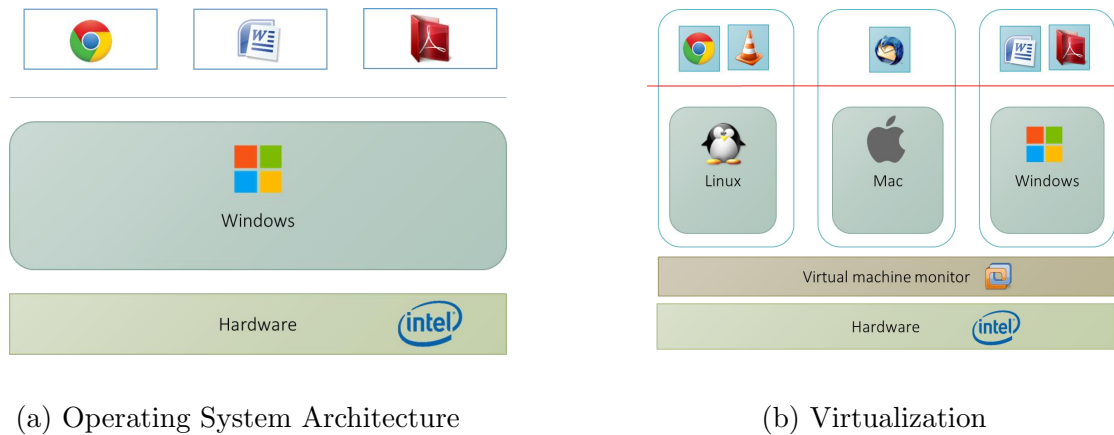 Windows
Hardware
intel
(a) Operating System Architecture
W
W
Linux
Mac
Windows
Virtual machine monitor
Hardware
intel
(b) Virtualization